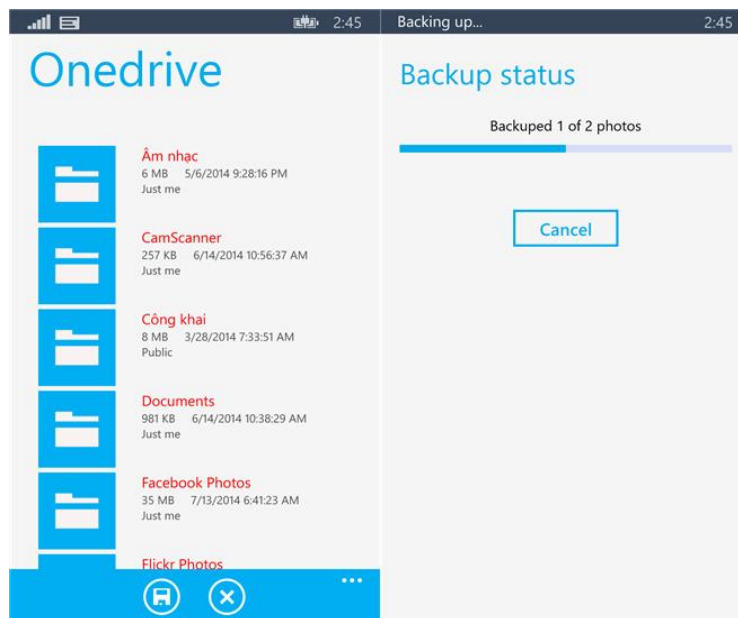 2:45
Onedrive
Âm nhạc
6 MB 5/6/2014 9:28:16 PM
Just me
CamScanner
257 KB 6/14/2014 10:56:37 AM
Just me
Công khai
8 MB 3/28/2014 7:33:51 AM
Public
Documents
981 KB 6/14/2014 10:38:29 AM
Just me
Facebook Photos
35 MB 7/13/2014 6:41:23 AM
Just me
Flickr Photos
Backing up... 2:45
Backup status
Backuped 1 of 2 photos
Cancel